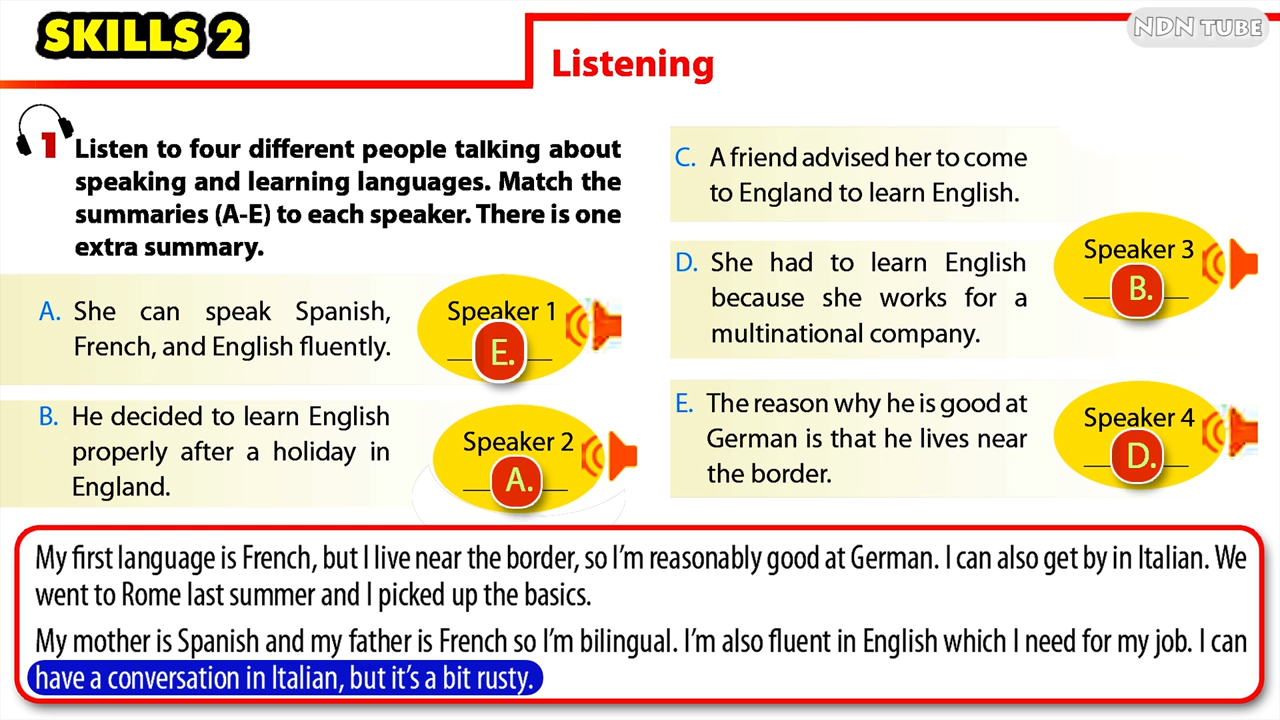 SKILLS 2
NDN TUBE
Listening
1 Listen to four different people talking about
speaking and learning languages. Match the
summaries (A-E) to each speaker. There is one
extra summary.
A. She can speak Spanish,
French, and English fluently.
Speaker 1
E.
B. He decided to learn English
properly after a holiday in
England.
Speaker 2
A.
C. A friend advised her to come
to England to learn English.
D. She had to learn English
because she works for a
multinational company.
Speaker 3
B.
E. The reason why he is good at
German is that he lives near
the border.
Speaker 4
D.
My first language is French, but I live near the border, so I'm reasonably good at German. I can also get by in Italian. We
went to Rome last summer and I picked up the basics.
My mother is Spanish and my father is French so I'm bilingual. I'm also fluent in English which I need for my job. I can
have a conversation in Italian, but it's a bit rusty.